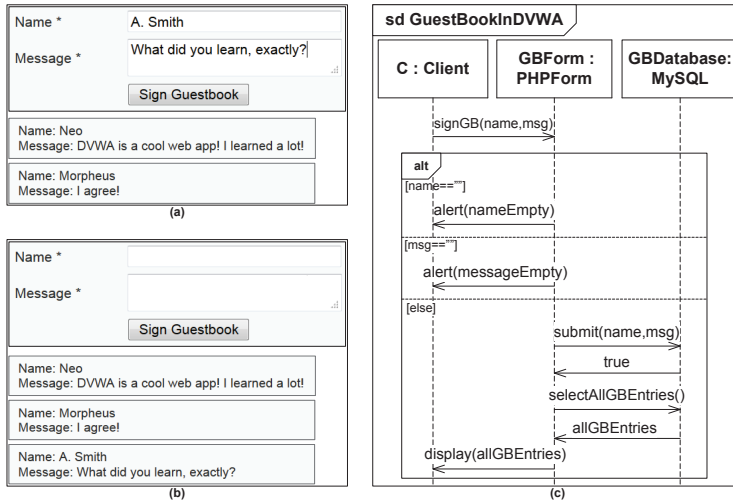 Name * A. Smith
Message * What did you learn, exactly?
Sign Guestbook
Name: Neo
Message: DVWA is a cool web app! I learned a lot!
Name: Morpheus
Message: I agree!
(a)
Name *
Message *
Sign Guestbook
Name: Neo
Message: DVWA is a cool web app! I learned a lot!
Name: Morpheus
Message: I agree!
Name: A. Smith
Message: What did you learn, exactly?
(b)
sd GuestBookInDVWA
C : Client
GBForm :
PHPForm
GBDatabase:
MySQL
signGB(name,msg)
alt
[name==""]
alert(nameEmpty)
[msg==""]
alert(messageEmpty)
[else]
submit(name,msg)
true
selectAllGBEntries()
allGBEntries
display(allGBEntries)
(c)